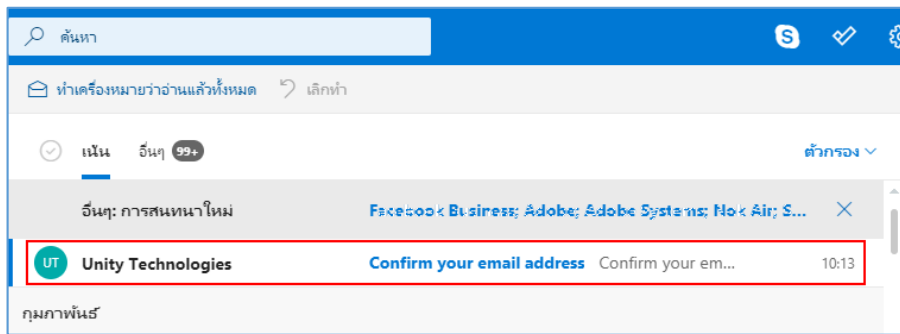 ค้นหา
ทำเครื่องหมายว่าอ่านแล้วทั้งหมด เลิกทำ
เน้น อื่นๆ 99+ ตัวกรอง
อื่นๆ: การสนทนาใหม่ Facebook Business; Adobe; Adobe Systems; Nok Air; S...
UT Unity Technologies Confirm your email address Confirm your em... 10:13
กุมภาพันธ์